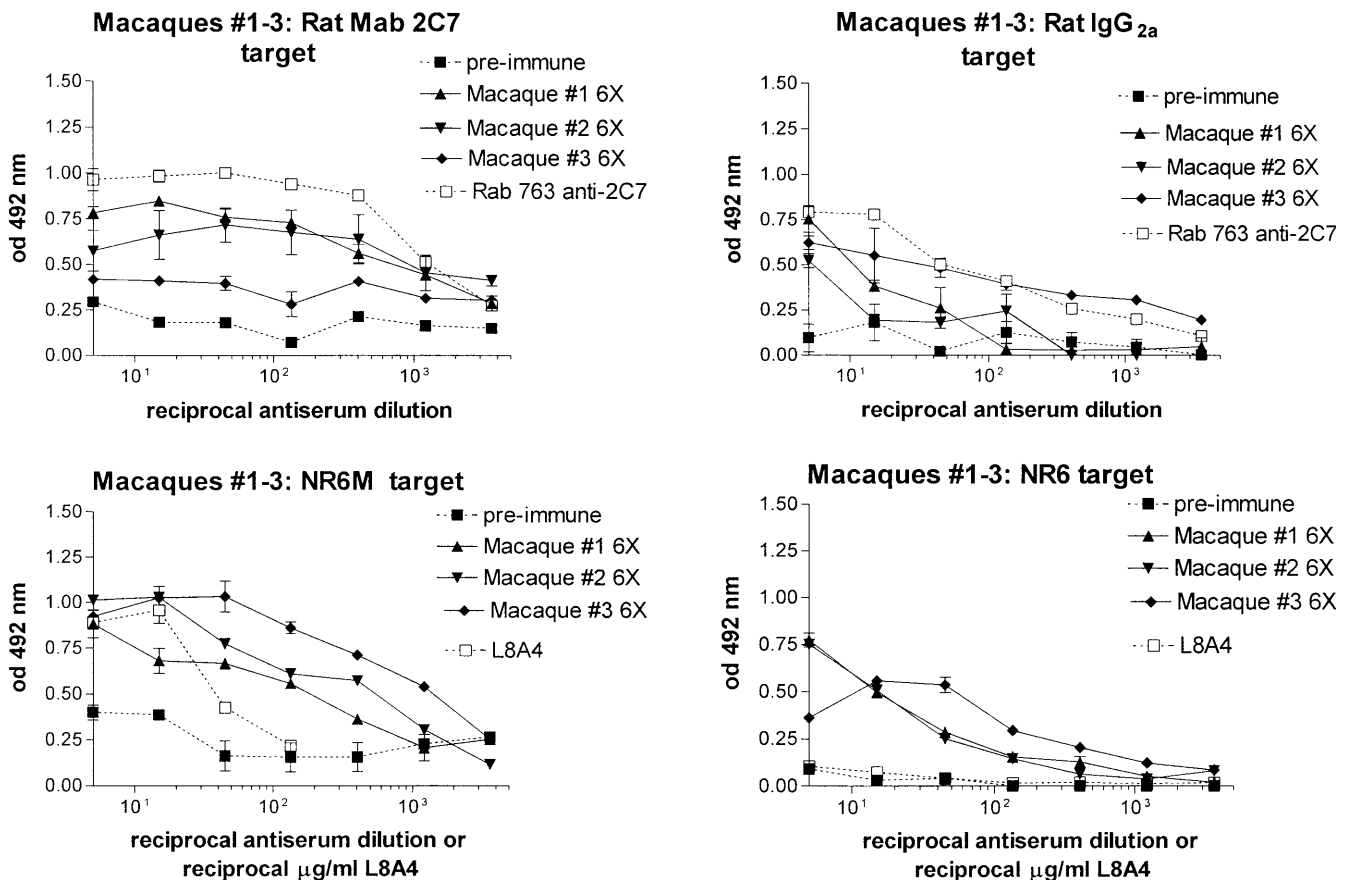 Macaques #1-3: Rat Mab 2C7
target
1.50
1.25
1.00
0.75
0.50
0.25
0.00
od 492 nm
10¹
10²
10³
reciprocal antiserum dilution
pre-immune
Macaque #1 6X
Macaque #2 6X
Macaque #3 6X
Rab 763 anti-2C7
Macaques #1-3: Rat IgG2a
target
1.50
1.25
1.00
0.75
0.50
0.25
0.00
od 492 nm
10¹
10²
10³
reciprocal antiserum dilution
pre-immune
Macaque #1 6X
Macaque #2 6X
Macaque #3 6X
Rab 763 anti-2C7
Macaques #1-3: NR6M target
1.50
1.25
1.00
0.75
0.50
0.25
0.00
od 492 nm
10¹
10²
10³
reciprocal antiserum dilution or
reciprocal μg/ml L8A4
pre-immune
Macaque #1 6X
Macaque #2 6X
Macaque #3 6X
L8A4
Macaques #1-3: NR6 target
1.50
1.25
1.00
0.75
0.50
0.25
0.00
od 492 nm
10¹
10²
10³
reciprocal antiserum dilution or
reciprocal μg/ml L8A4
pre-immune
Macaque #1 6X
Macaque #2 6X
Macaque #3 6X
L8A4